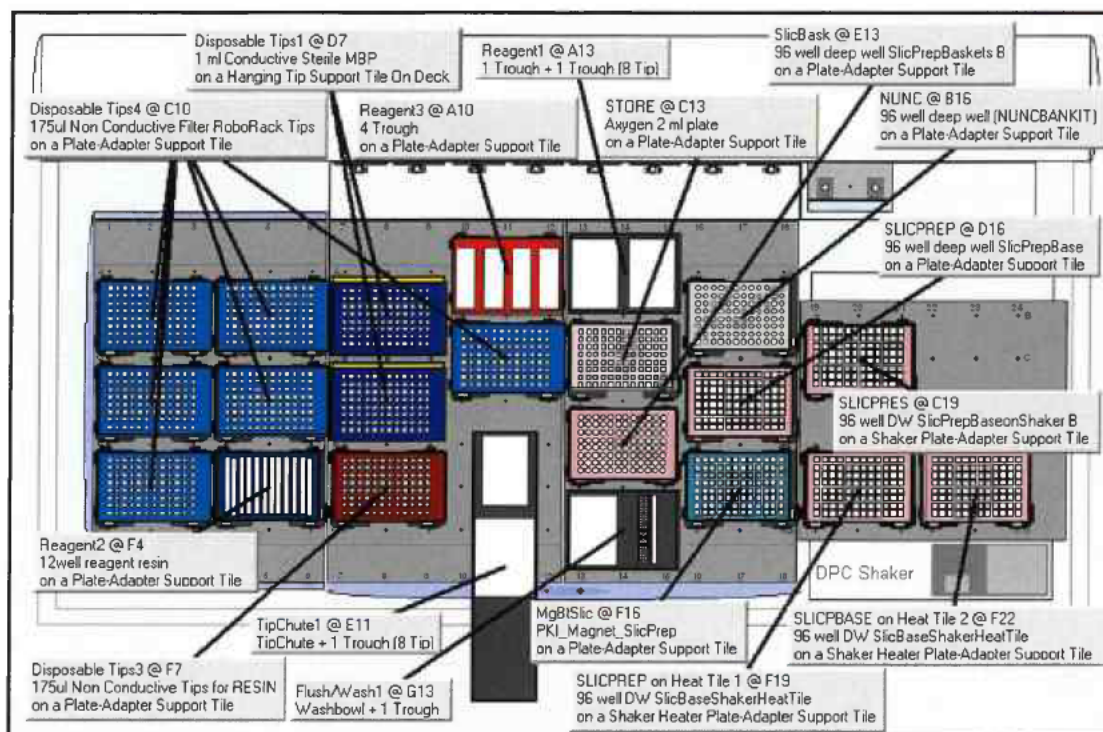 Disposable Tips1 @ D7
1 ml Conductive Sterile MBP
on a Hanging Tip Support Tile On Deck
Reagent1 @ A13
1 Trough + 1 Trough (8 Tip)
SlicBask @ E13
96 well deep well SlicPrepBaskets B
on a Plate-Adapter Support Tile
Disposable Tips4 @ C10
175ul Non Conductive Filter RoboRack Tips
on a Plate-Adapter Support Tile
Reagent3 @ A10
4 Trough
on a Plate-Adapter Support Tile
STORE @ C13
Axygen 2 ml plate
on a Plate-Adapter Support Tile
NUNC @ B16
96 well deep well (NUNCBANKIT)
on a Plate-Adapter Support Tile
SLICPREP @ D16
96 well deep well SlicPrepBase
on a Plate-Adapter Support Tile
SLICPRES @ C19
96 well DW SlicPrepBaseonShaker B
on a Shaker Plate-Adapter Support Tile
Reagent2 @ F4
12well reagent resin
on a Plate-Adapter Support Tile
DPC Shaker
TipChute1 @ E11
TipChute + 1 Trough (8 Tip)
MgBtSlic @ F16
PKI_Magnet_SlicPrep
on a Plate-Adapter Support Tile
SLICPBASE on Heat Tile 2 @ F22
96 well DW SlicBaseShakerHeatTile
on a Shaker Heater Plate-Adapter Support Tile
Disposable Tips3 @ F7
175ul Non Conductive Tips for RESIN
on a Plate-Adapter Support Tile
Flush/Wash1 @ G13
Washbowl + 1 Trough
SLICPREP on Heat Tile 1 @ F19
96 well DW SlicBaseShakerHeatTile
on a Shaker Heater Plate-Adapter Support Tile